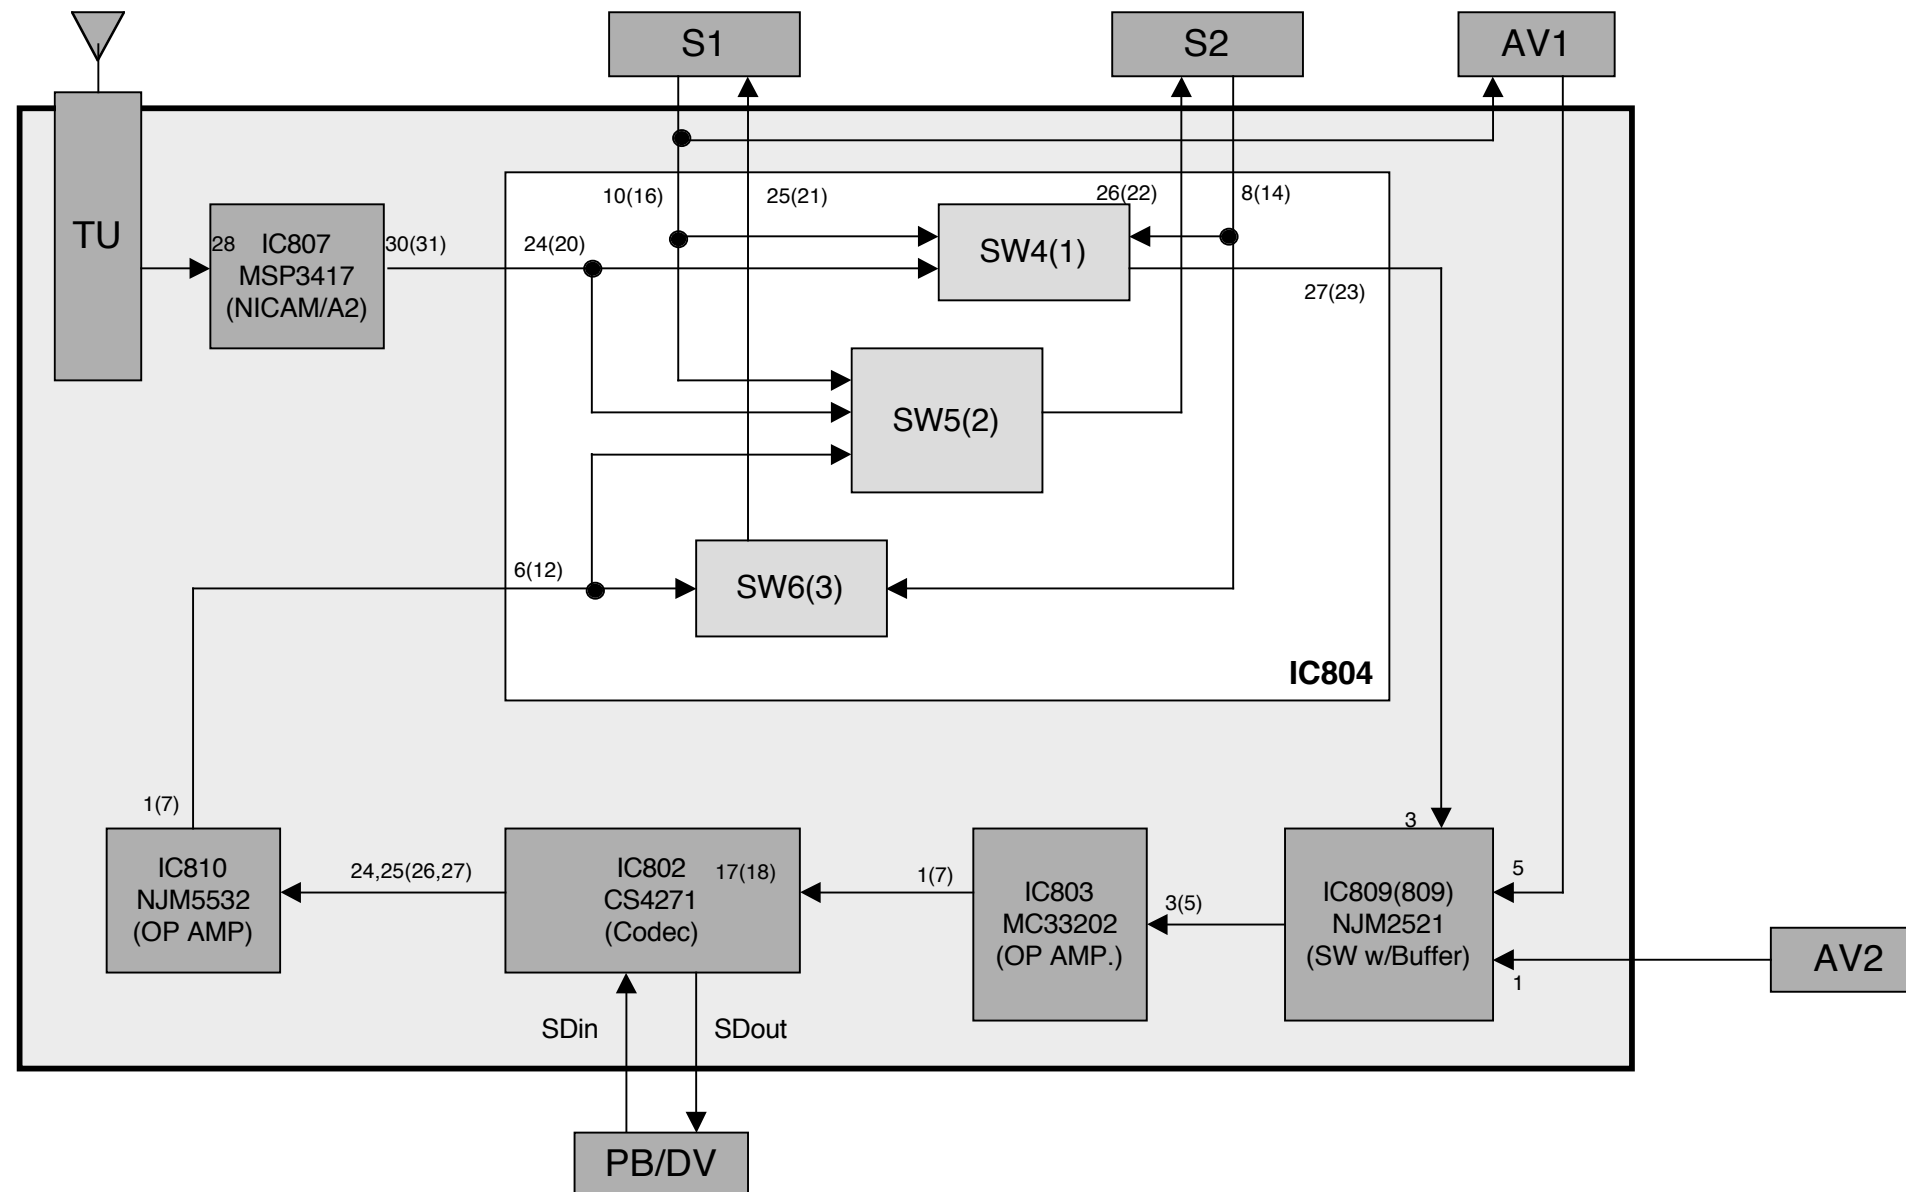 S1
S2
AV1
10(16)
25(21)
26(22)
8(14)
TU
28
IC807
MSP3417
(NICAM/A2)
30(31)
24(20)
SW4(1)
27(23)
SW5(2)
6(12)
SW6(3)
IC804
1(7)
IC810
NJM5532
(OP AMP)
24,25(26,27)
IC802
CS4271
(Codec)
17(18)
1(7)
IC803
MC33202
(OP AMP.)
3(5)
3
IC809(809)
NJM2521
(SW w/Buffer)
5
1
AV2
SDin
SDout
PB/DV